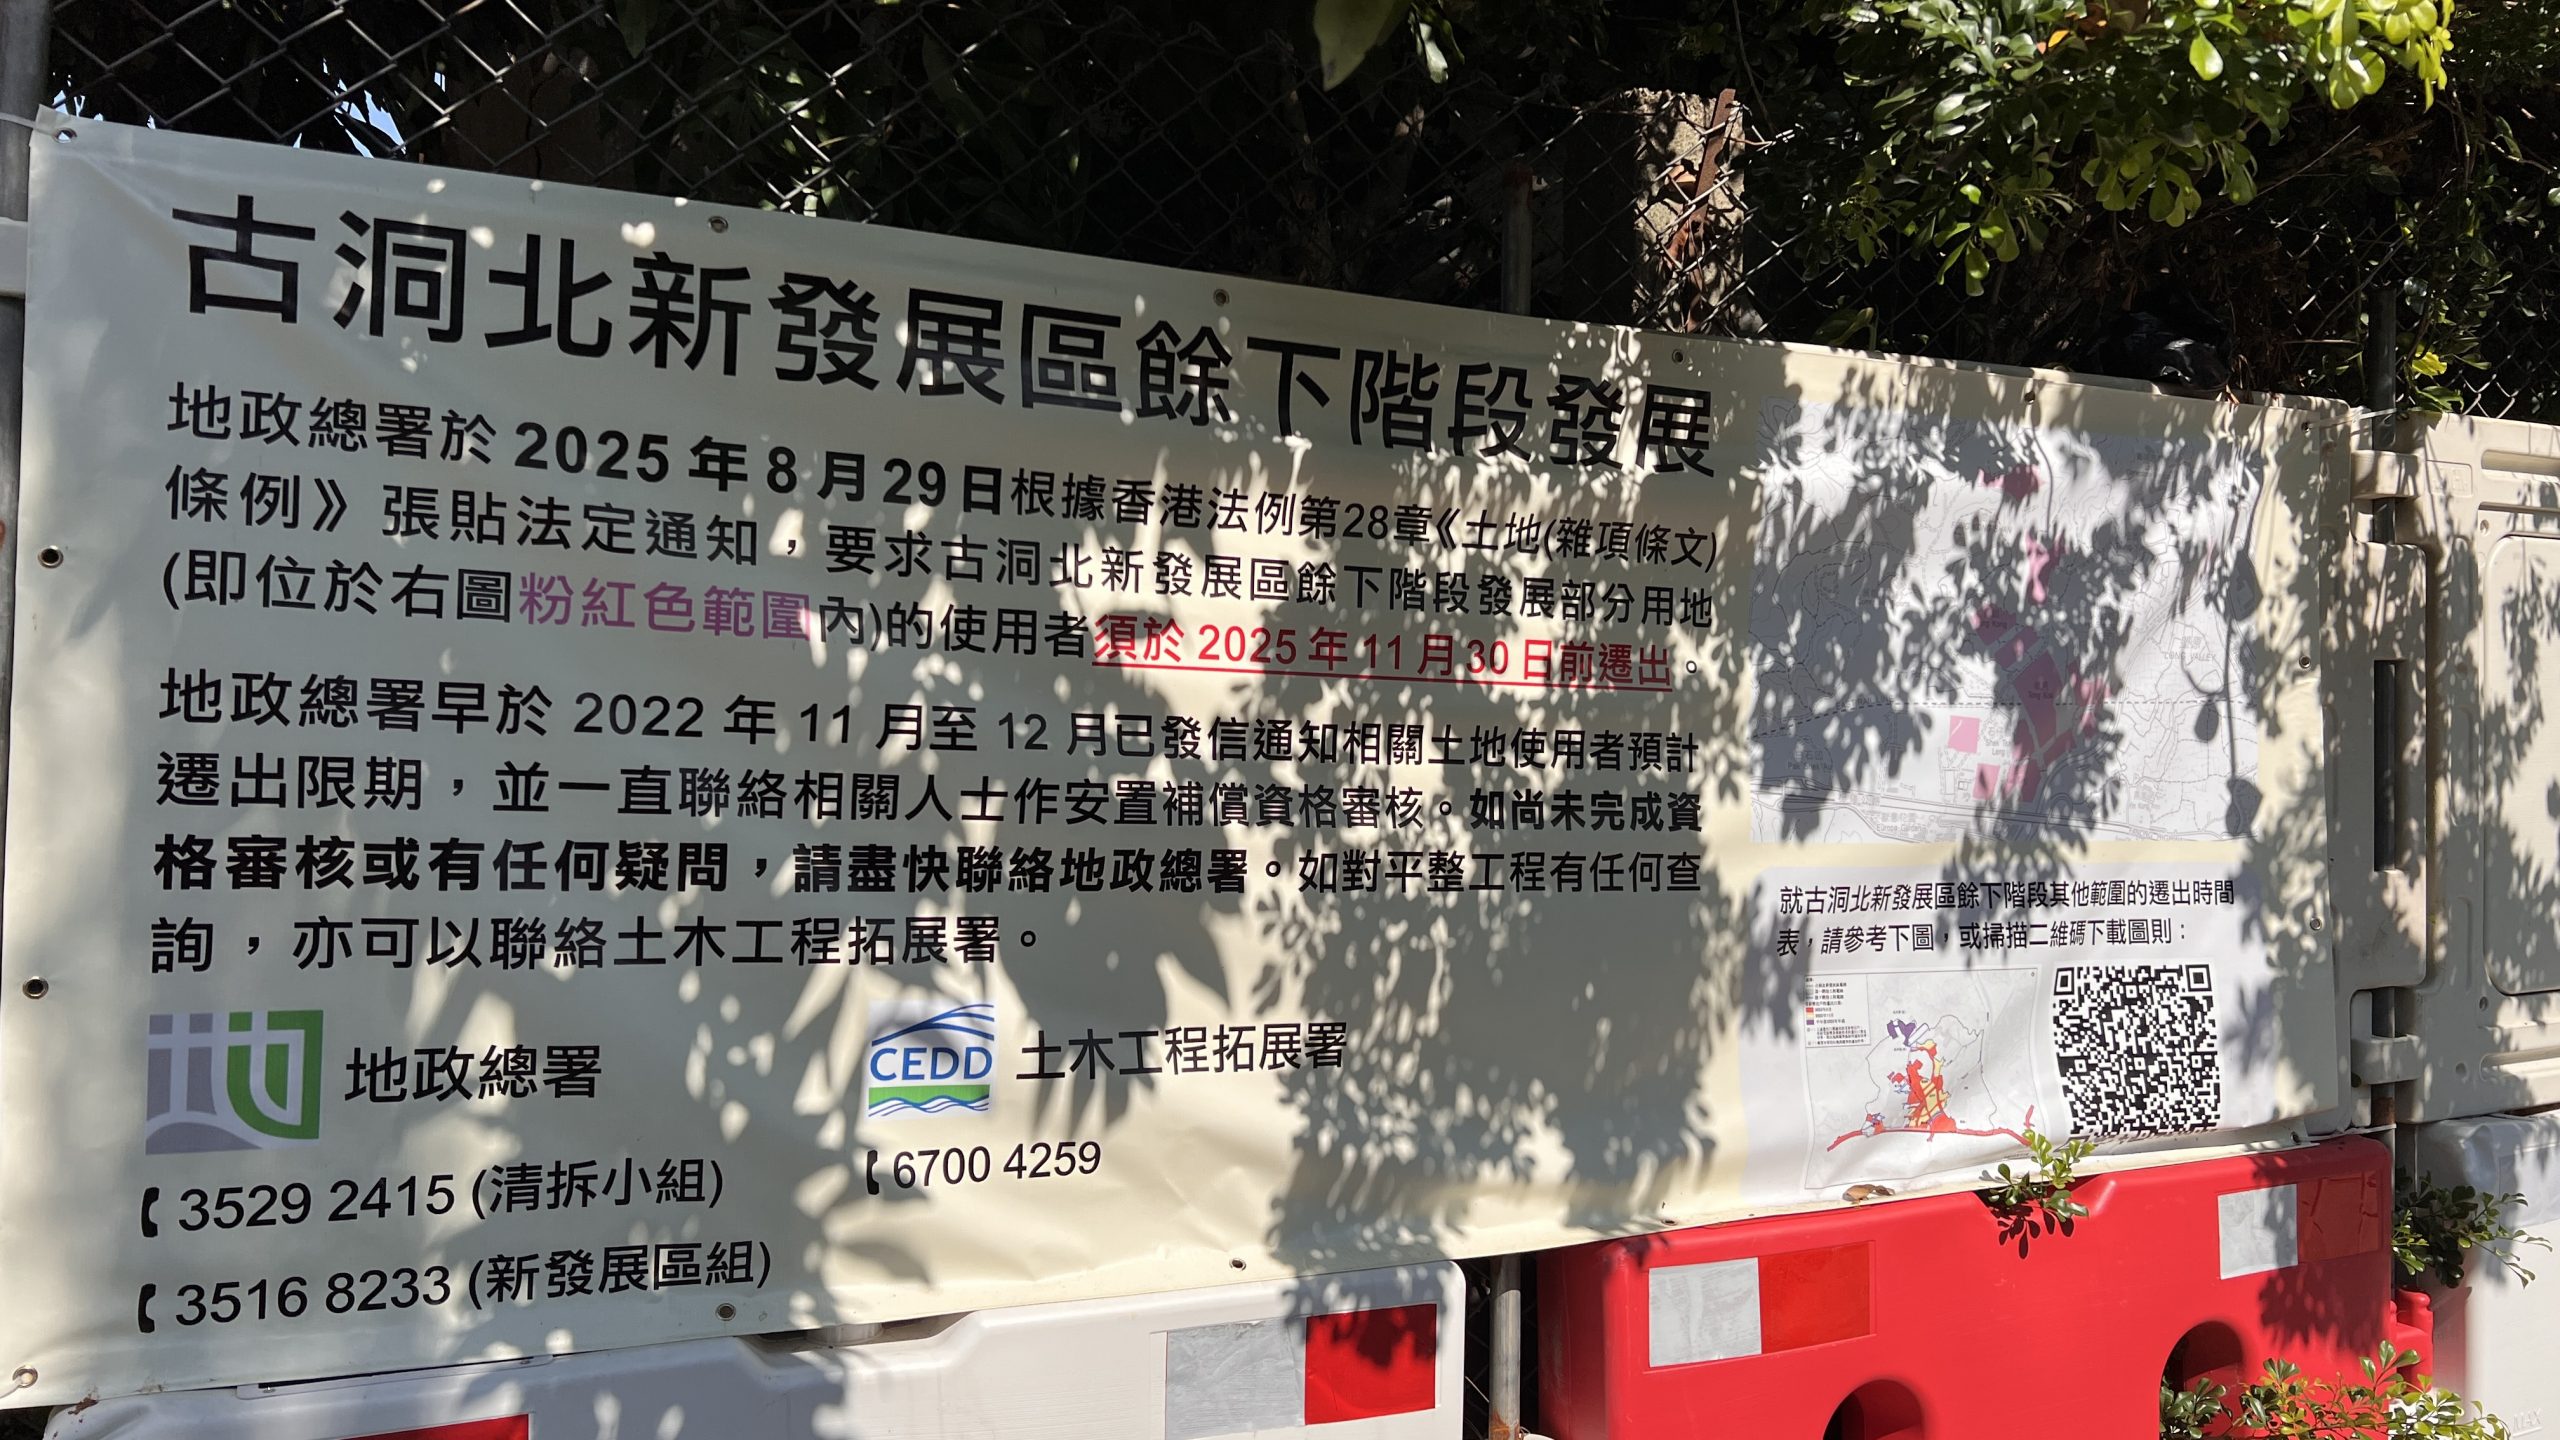 古洞北新發展區餘下階段發展
地政總署於 2025 年 8 月 29 日根據香港法例第28章《土地(雜項條文)
條例》張貼法定通知，要求古洞北新發展區餘下階段發展部分用地
(即位於右圖粉紅色範圍內)的使用者須於 2025 年 11 月 30 日前遷出。
地政總署早於 2022 年 11 月至 12 月已發信通知相關土地使用者預計
遷出限期，並一直聯絡相關人士作安置補償資格審核。如尚未完成資
格審核或有任何疑問，請盡快聯絡地政總署。如對平整工程有任何查
詢，亦可以聯絡土木工程拓展署。
地政總署
3529 2415 (清拆小組)
3516 8233 (新發展區組)
CEDD
土木工程拓展署
6700 4259
LONG VALLEY
就古洞北新發展區餘下階段其他範圍的遷出時間
表，請參考下圖，或掃描二維碼下載圖則：